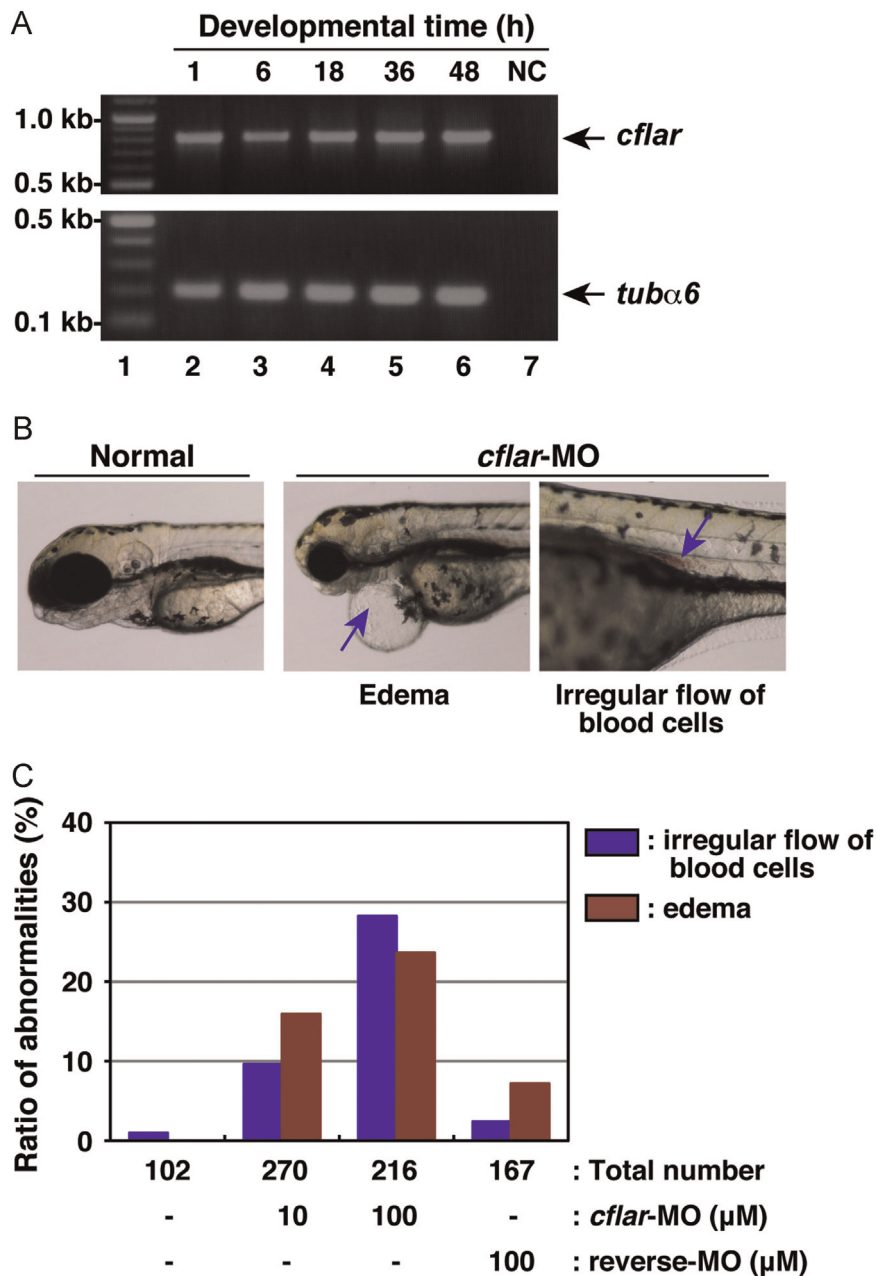 A
Developmental time (h)
1 6 18 36 48 NC
1.0 kb-
cflar
0.5 kb-
0.5 kb-
tubα6
0.1 kb-
1 2 3 4 5 6 7
B
Normal
cflar-MO
Edema
Irregular flow of
blood cells
C
Ratio of abnormalities (%)
40
30
20
10
0
: irregular flow of
blood cells
: edema
102 270 216 167 : Total number
- 10 100 - : cflar-MO (µM)
- - - 100 : reverse-MO (µM)